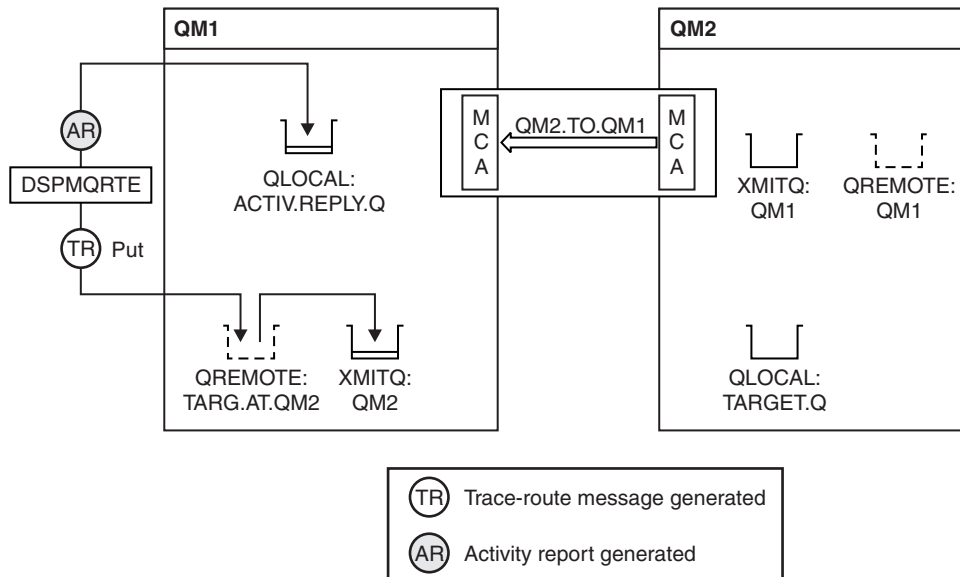 QM1
QM2
AR
DSPMQRTE
TR Put
QLOCAL:
ACTIV.REPLY.Q
M
C
A
QM2.TO.QM1
M
C
A
XMITQ:
QM1
QREMOTE:
QM1
QREMOTE:
TARG.AT.QM2
XMITQ:
QM2
QLOCAL:
TARGET.Q
TR Trace-route message generated
AR Activity report generated